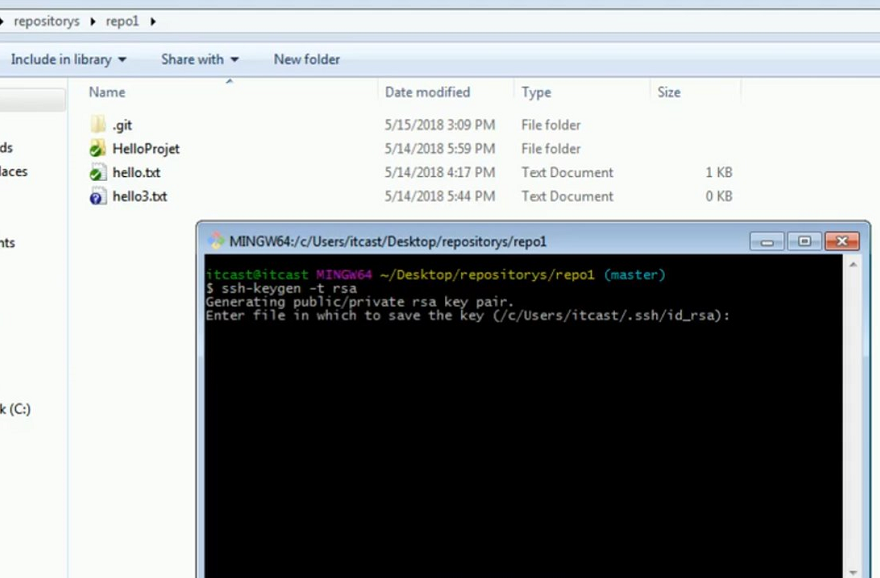 repositorys repo1
Include in library Share with New folder
Name Date modified Type Size
.git 5/15/2018 3:09 PM File folder
HelloProjet 5/14/2018 5:59 PM File folder
hello.txt 5/14/2018 4:17 PM Text Document 1 KB
hello3.txt 5/14/2018 5:44 PM Text Document 0 KB
ds
laces
nts
k (C:)
MINGW64:/c/Users/itcast/Desktop/repositorys/repo1
itcast@itcast MINGW64 ~/Desktop/repositorys/repo1 (master)
$ ssh-keygen -t rsa
Generating public/private rsa key pair.
Enter file in which to save the key (/c/Users/itcast/.ssh/id_rsa):